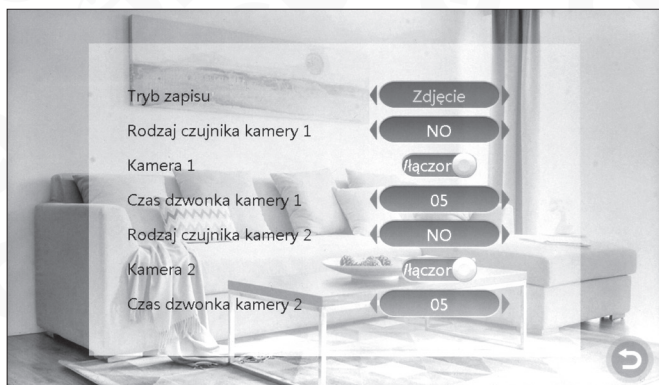 Tryb zapisu Zdjęcie
Rodzaj czujnika kamery 1 NO
Kamera 1 łączor
Czas dzwonka kamery 1 05
Rodzaj czujnika kamery 2 NO
Kamera 2 łączor
Czas dzwonka kamery 2 05